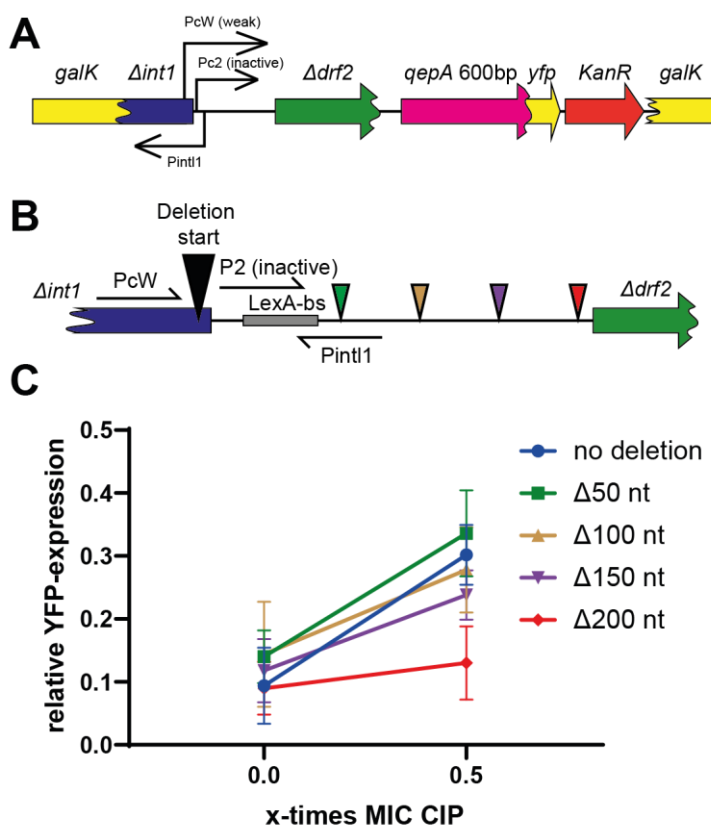 A
PcW (weak)
Pc2 (inactive)
galK Δint1 Δdrf2 qepA 600bp yfp KanR galK
PintI1
B
Deletion
start
Δint1 PcW P2 (inactive) Δdrf2
LexA-bs
PintI1
C
relative YFP-expression
0.5
0.4
0.3
0.2
0.1
0.0
0.0 0.5
x-times MIC CIP
no deletion
Δ50 nt
Δ100 nt
Δ150 nt
Δ200 nt